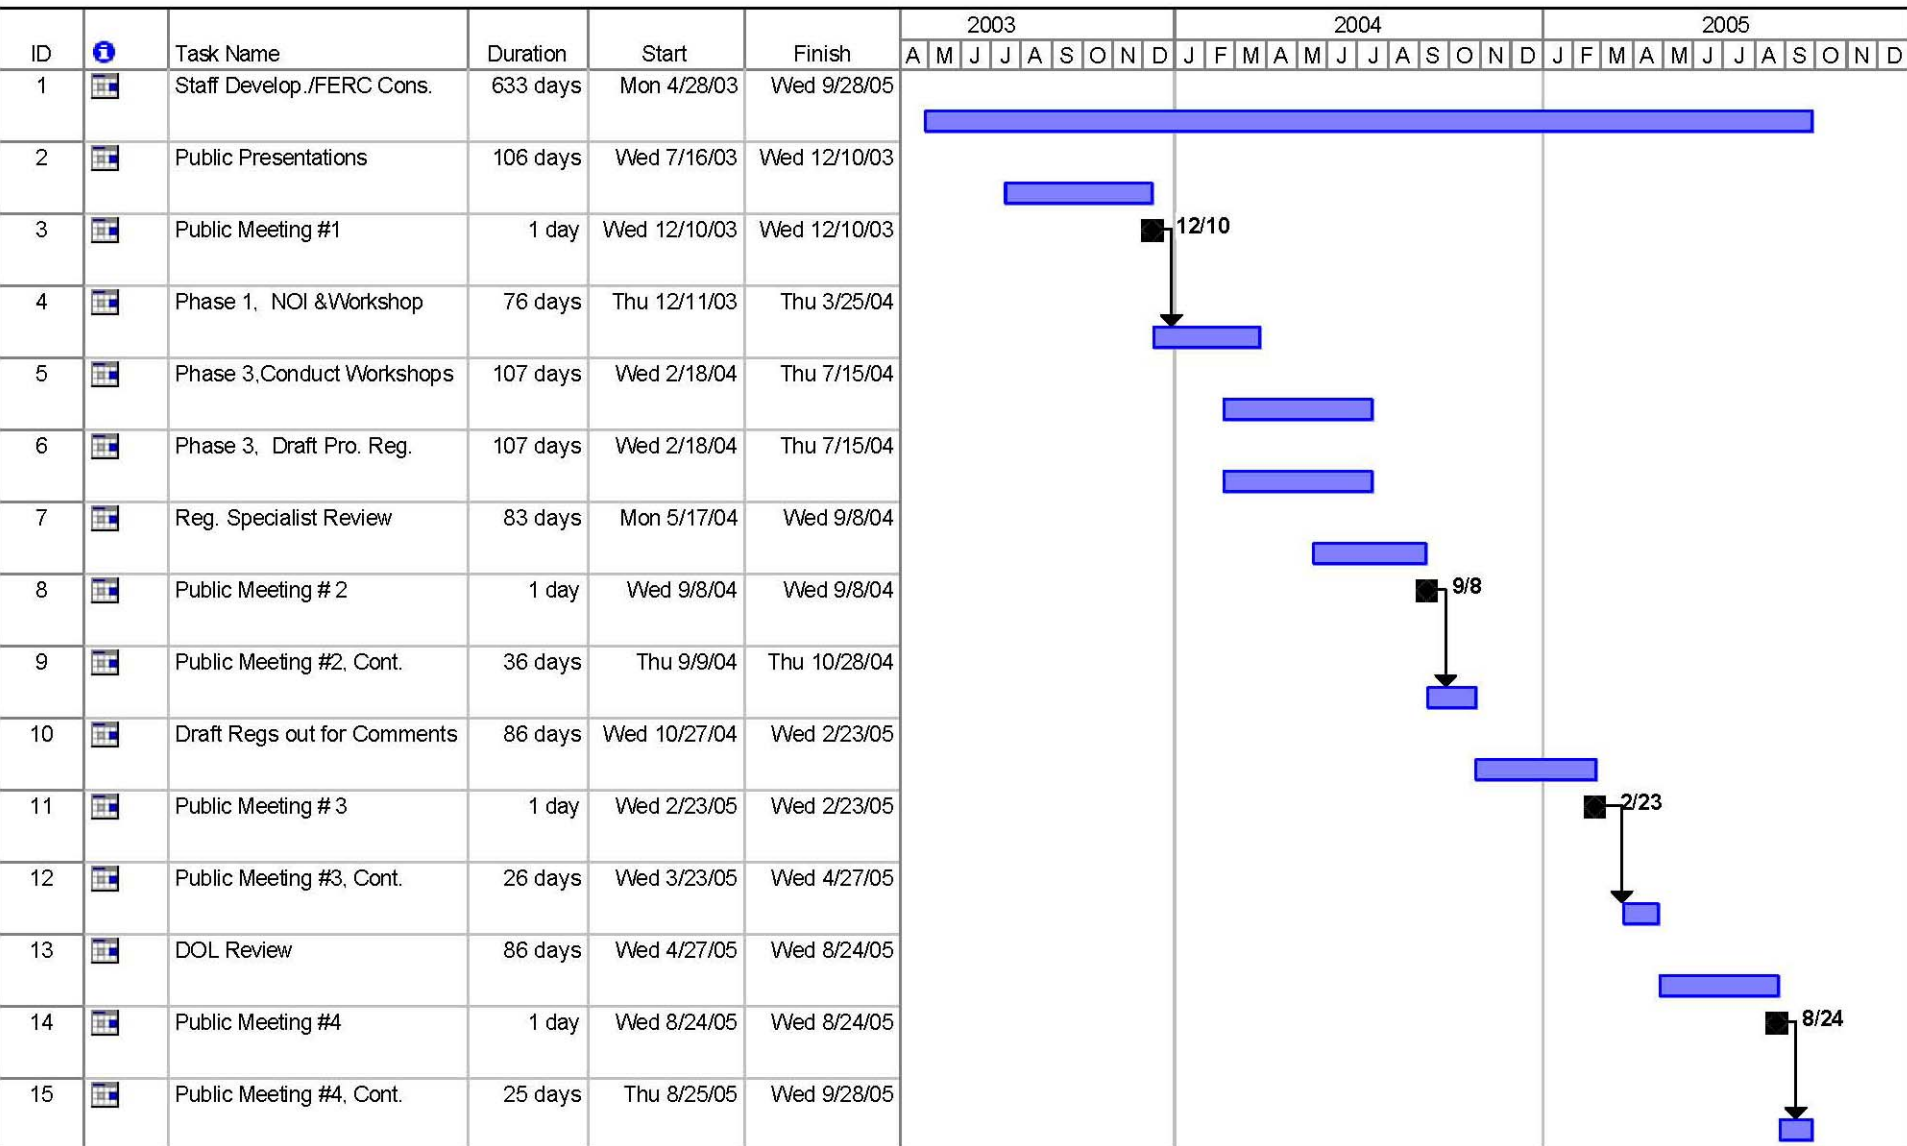 2003 2004 2005
ID i Task Name Duration Start Finish A M J J A S O N D J F M A M J J A S O N D J F M A M J J A S O N D
1 Staff Develop./FERC Cons. 633 days Mon 4/28/03 Wed 9/28/05
2 Public Presentations 106 days Wed 7/16/03 Wed 12/10/03
3 Public Meeting #1 1 day Wed 12/10/03 Wed 12/10/03 12/10
4 Phase 1, NOI &Workshop 76 days Thu 12/11/03 Thu 3/25/04
5 Phase 3,Conduct Workshops 107 days Wed 2/18/04 Thu 7/15/04
6 Phase 3, Draft Pro. Reg. 107 days Wed 2/18/04 Thu 7/15/04
7 Reg. Specialist Review 83 days Mon 5/17/04 Wed 9/8/04
8 Public Meeting # 2 1 day Wed 9/8/04 Wed 9/8/04 9/8
9 Public Meeting #2, Cont. 36 days Thu 9/9/04 Thu 10/28/04
10 Draft Regs out for Comments 86 days Wed 10/27/04 Wed 2/23/05
11 Public Meeting # 3 1 day Wed 2/23/05 Wed 2/23/05 2/23
12 Public Meeting #3, Cont. 26 days Wed 3/23/05 Wed 4/27/05
13 DOL Review 86 days Wed 4/27/05 Wed 8/24/05
14 Public Meeting #4 1 day Wed 8/24/05 Wed 8/24/05 8/24
15 Public Meeting #4, Cont. 25 days Thu 8/25/05 Wed 9/28/05